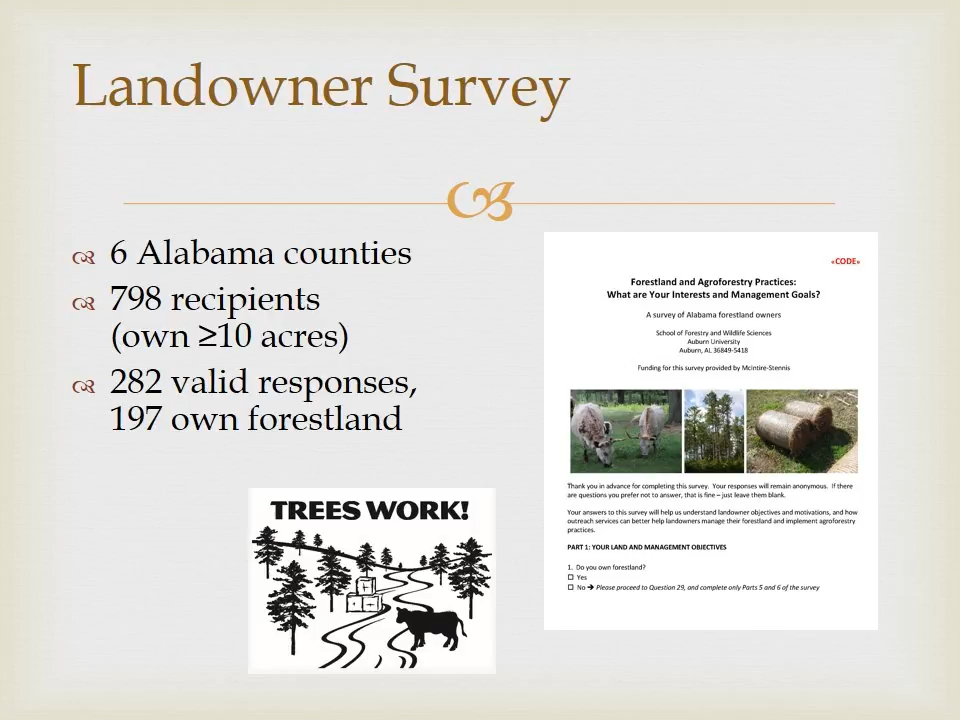 Landowner Survey
6 Alabama counties
798 recipients
(own ≥10 acres)
282 valid responses,
197 own forestland
TREES WORK!
«CODE»
Forestland and Agroforestry Practices:
What are Your Interests and Management Goals?
A survey of Alabama forestland owners
School of Forestry and Wildlife Sciences
Auburn University
Auburn, AL 36849-5418
Funding for this survey provided by McIntire-Stennis
Thank you in advance for completing this survey. Your responses will remain anonymous. If there
are questions you prefer not to answer, that is fine – just leave them blank.
Your answers to this survey will help us understand landowner objectives and motivations, and how
outreach services can better help landowners manage their forestland and implement agroforestry
practices.
PART 1: YOUR LAND AND MANAGEMENT OBJECTIVES
1. Do you own forestland?
☐ Yes
☐ No ➔ Please proceed to Question 29, and complete only Parts 5 and 6 of the survey